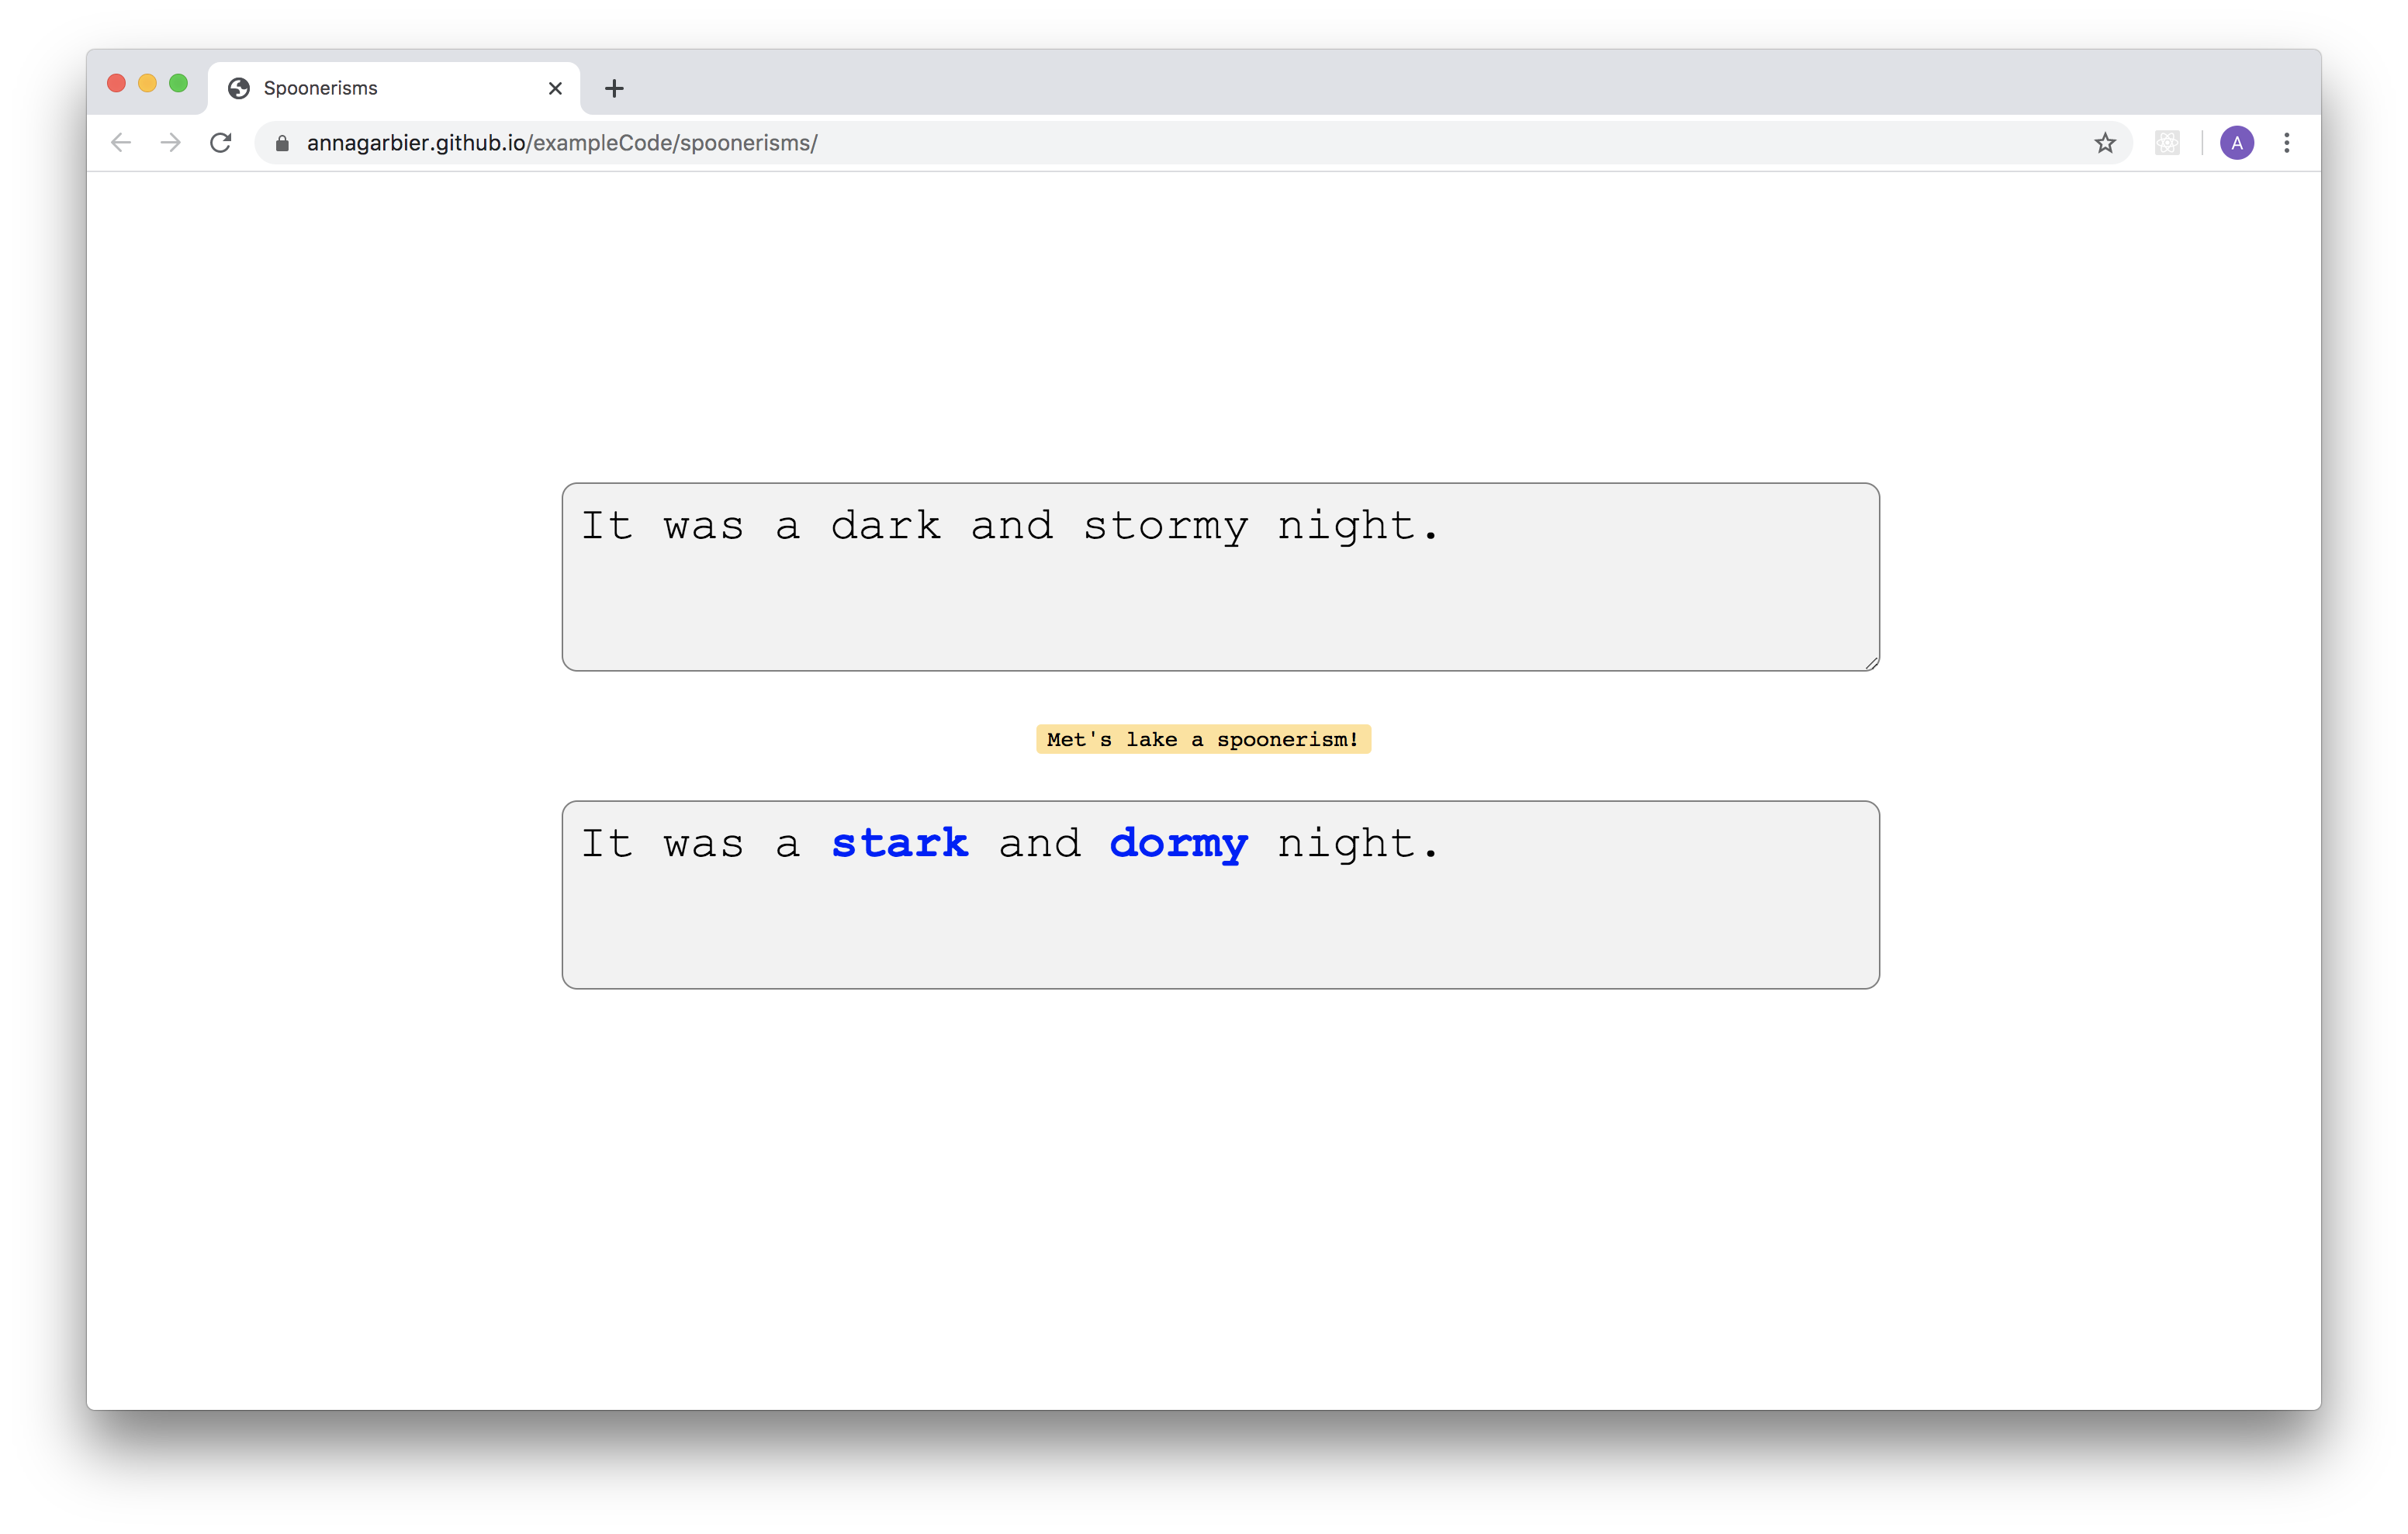 Spoonerisms
annagarbier.github.io/exampleCode/spoonerisms/
A
It was a dark and stormy night.
Met's lake a spoonerism!
It was a stark and dormy night.